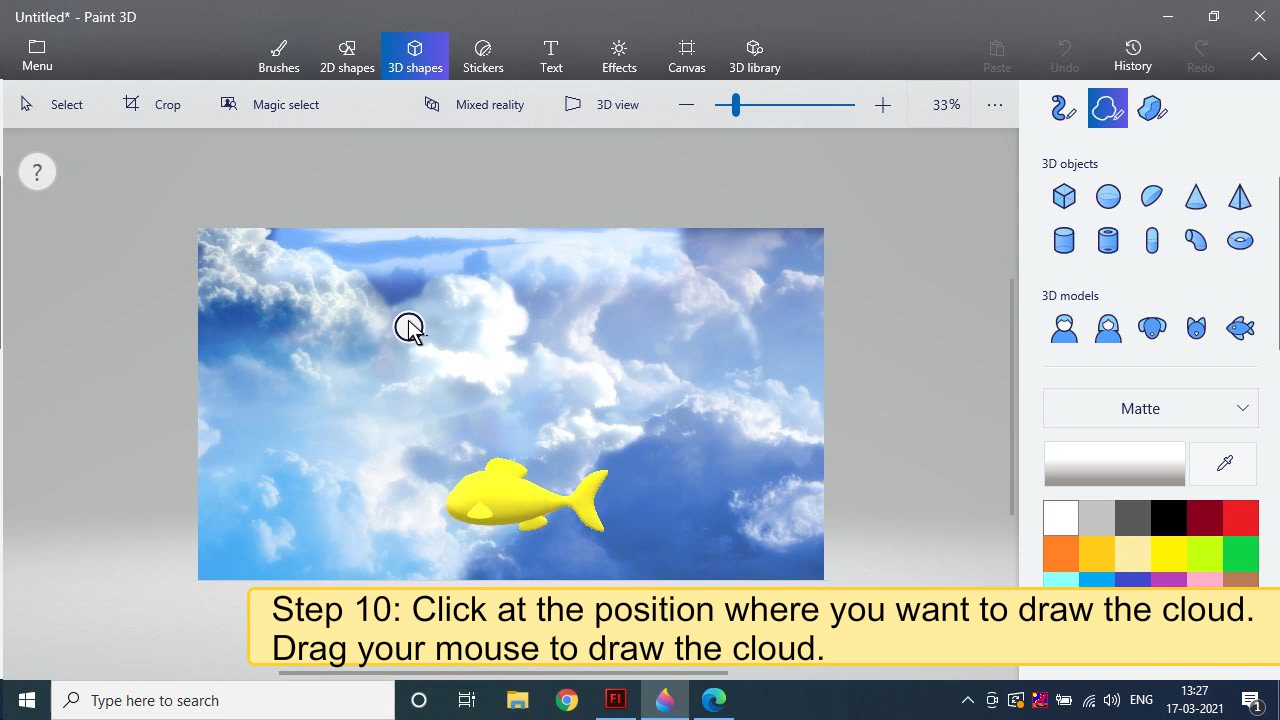 Untitled* - Paint 3D
Menu
Brushes
2D shapes
3D shapes
Stickers
Text
Effects
Canvas
3D library
Paste
Undo
History
Redo
Select
Crop
Magic select
Mixed reality
3D view
33%
?
3D objects
3D models
Matte
Step 10: Click at the position where you want to draw the cloud.
Drag your mouse to draw the cloud.
Type here to search
Fl
ENG
13:27
17-03-2021
1